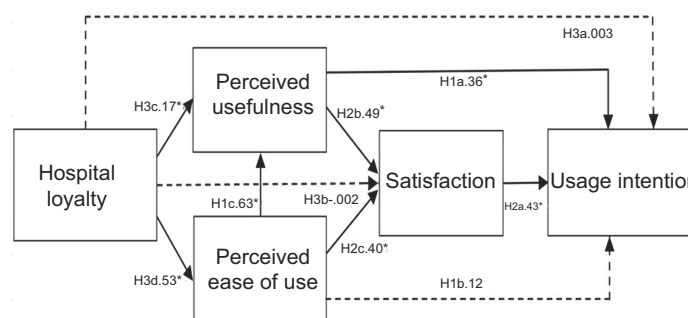 H3a.003
Perceived
usefulness
H1a.36*
H3c.17*
H2b.49*
Hospital
loyalty
Satisfaction
Usage intention
H1c.63*
H3b-.002
H2a.43*
Perceived
ease of use
H2c.40*
H3d.53*
H1b.12